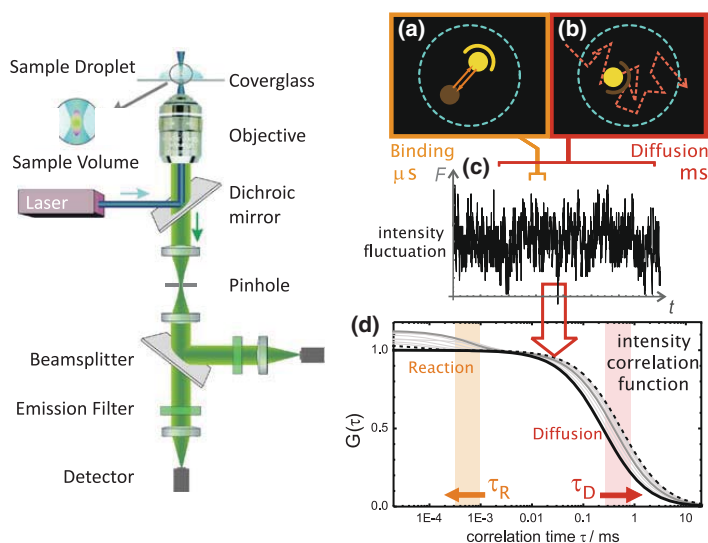 Sample Droplet
Coverglass
Objective
Sample Volume
Laser
Dichroic
mirror
Pinhole
Beamsplitter
Emission Filter
Detector
(a)
(b)
Binding
μs
Diffusion
ms
(c)
F
intensity
fluctuation
t
(d)
intensity
correlation
function
Reaction
Diffusion
τR
τD
G(τ)
1.0
0.5
0
1E-4
1E-3
0.01
0.1
1
10
correlation time τ / ms